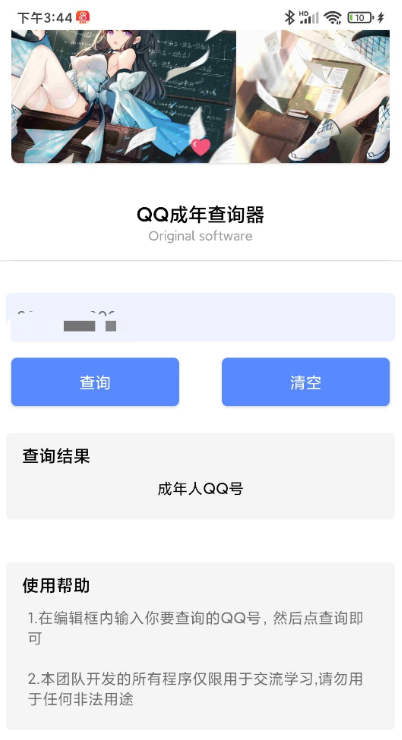 下午3:44
HD
10
QQ成年查询器
Original software
查询
清空
查询结果
成年人QQ号
使用帮助
1.在编辑框内输入你要查询的QQ号，然后点查询即
可
2.本团队开发的所有程序仅限用于交流学习,请勿用
于任何非法用途